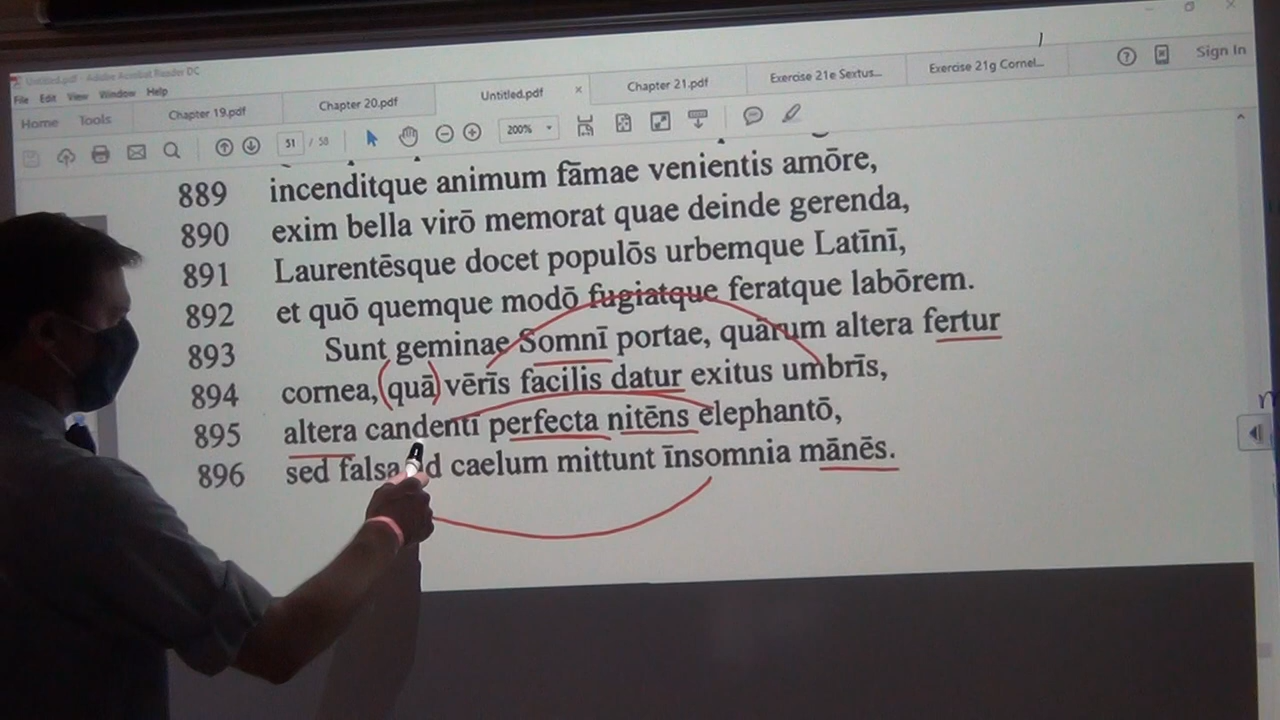 Untitled.pdf - Adobe Acrobat Reader DC
File Edit View Window Help
Home Tools Chapter 19.pdf Chapter 20.pdf Untitled.pdf × Chapter 21.pdf Exercise 21e Sextus... Exercise 21g Cornel... Sign In
51 / 58 200%
889 incenditque animum fāmae venientis amōre,
890 exim bella virō memorat quae deinde gerenda,
891 Laurentēsque docet populōs urbemque Latīnī,
892 et quō quemque modō fugiatque feratque labōrem.
893 Sunt geminae Somnī portae, quārum altera fertur
894 cornea, (quā) vērīs facilis datur exitus umbrīs,
895 altera candentī perfecta nitēns elephantō,
896 sed falsa ad caelum mittunt īnsomnia mānēs.